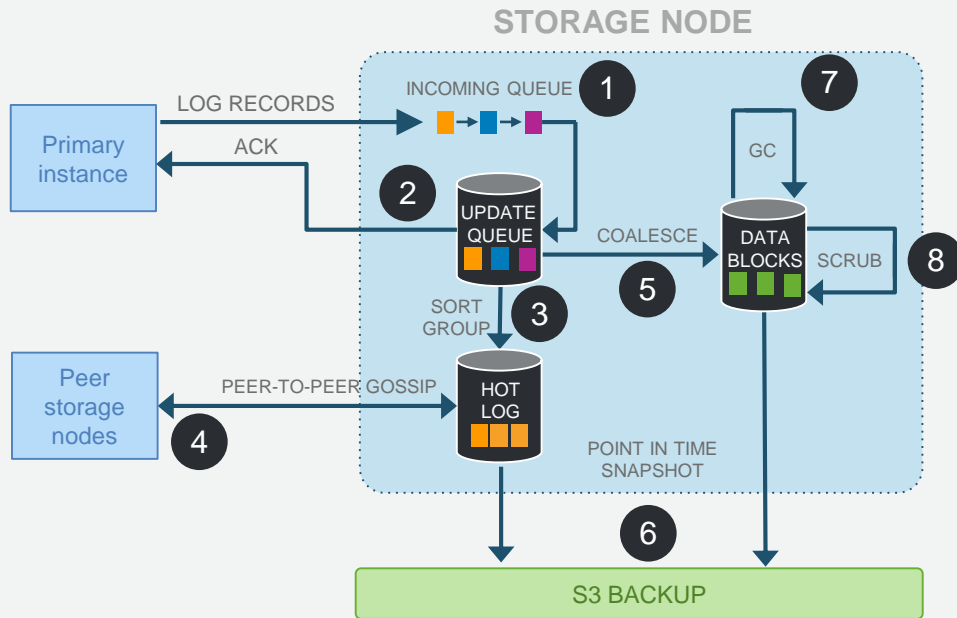 STORAGE NODE
INCOMING QUEUE
1
7
LOG RECORDS
Primary
instance
ACK
GC
2
UPDATE
QUEUE
COALESCE
DATA
BLOCKS
SCRUB
8
5
SORT
GROUP
3
Peer
storage
nodes
PEER-TO-PEER GOSSIP
HOT
LOG
4
POINT IN TIME
SNAPSHOT
6
S3 BACKUP